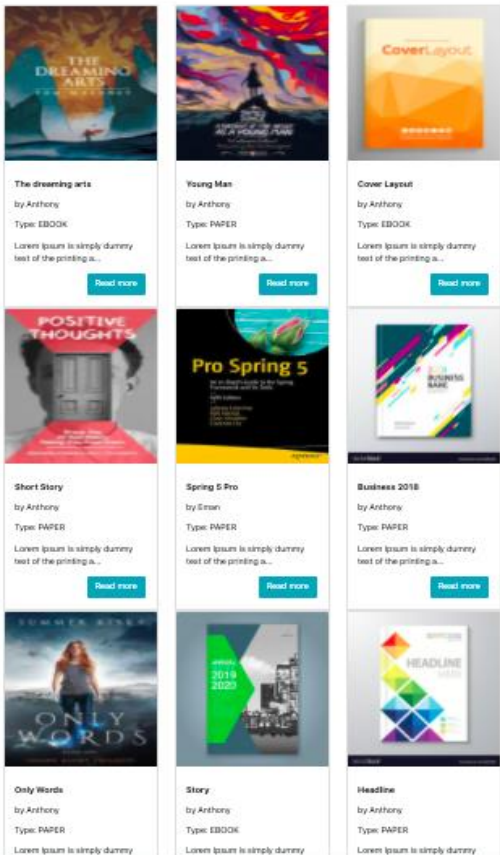 THE
DREAMING
ARTS
TOM MALTHOUSE
AS A YOUNG MAN
CoverLayout
The dreaming arts
by Anthony
Type: EBOOK
Lorem Ipsum is simply dummy
text of the printing a...
Read more
Young Man
by Anthony
Type: PAPER
Lorem Ipsum is simply dummy
text of the printing a...
Read more
Cover Layout
by Anthony
Type: EBOOK
Lorem Ipsum is simply dummy
text of the printing a...
Read more
POSITIVE
THOUGHTS
Pro Spring 5
BUSINESS
NAME
Short Story
by Anthony
Type: PAPER
Lorem Ipsum is simply dummy
text of the printing a...
Read more
Spring 5 Pro
by Eman
Type: PAPER
Lorem Ipsum is simply dummy
text of the printing a...
Read more
Business 2018
by Anthony
Type: PAPER
Lorem Ipsum is simply dummy
text of the printing a...
Read more
ONLY
WORDS
2019
2020
HEADLINE
Only Words
by Anthony
Type: PAPER
Lorem Ipsum is simply dummy
Story
by Anthony
Type: EBOOK
Lorem Ipsum is simply dummy
Headline
by Anthony
Type: PAPER
Lorem Ipsum is simply dummy